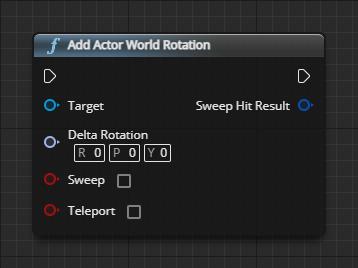 f Add Actor World Rotation
Target
Sweep Hit Result
Delta Rotation
R 0 P 0 Y 0
Sweep
Teleport